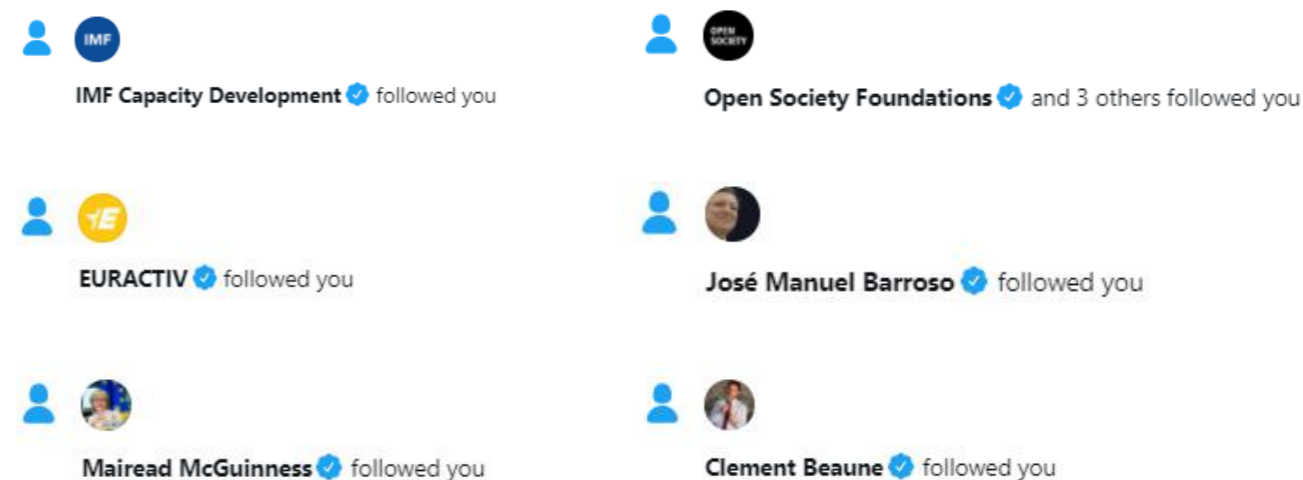 IMF
IMF Capacity Development followed you
OPEN
SOCIETY
Open Society Foundations and 3 others followed you
E
EURACTIV followed you
José Manuel Barroso followed you
Mairead McGuinness followed you
Clement Beaune followed you